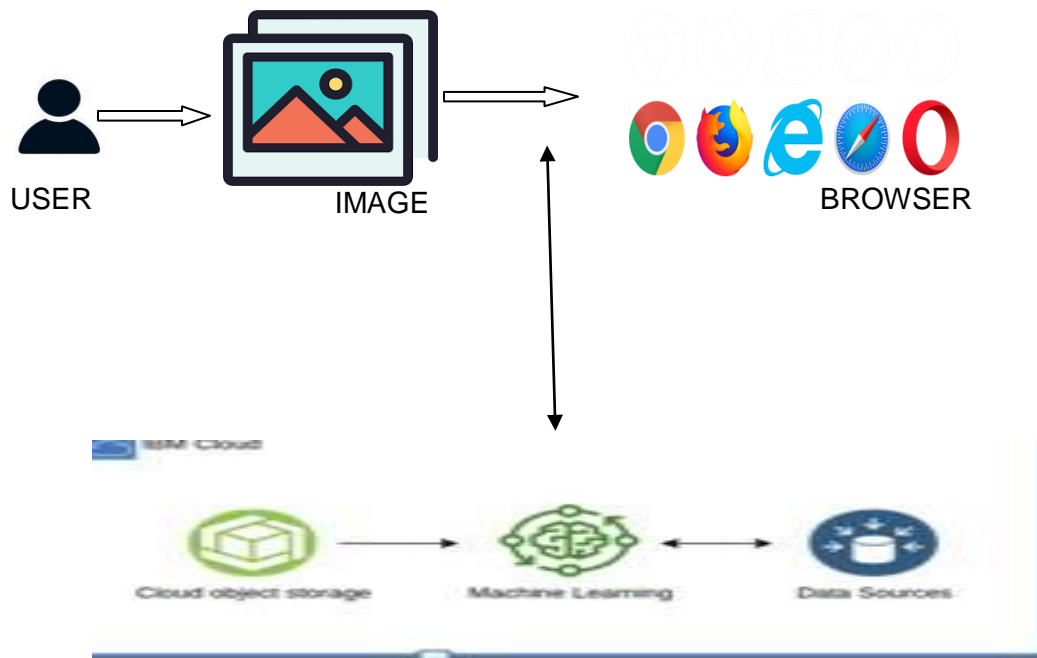 USER
IMAGE
BROWSER
IBM Cloud
Cloud object storage
Machine Learning
Data Sources